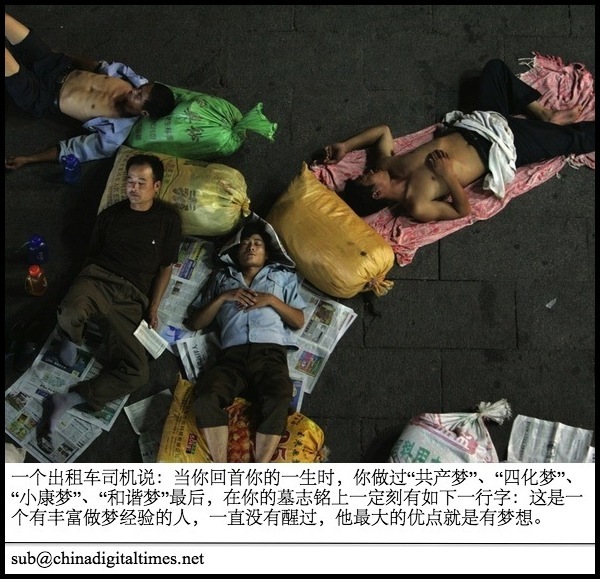 一个出租车司机说：当你回首你的一生时，你做过“共产梦”、“四化梦”、
“小康梦”、“和谐梦”最后，在你的墓志铭上一定刻有如下一行字：这是一
个有丰富做梦经验的人，一直没有醒过，他最大的优点就是有梦想。
sub@chinadigitaltimes.net